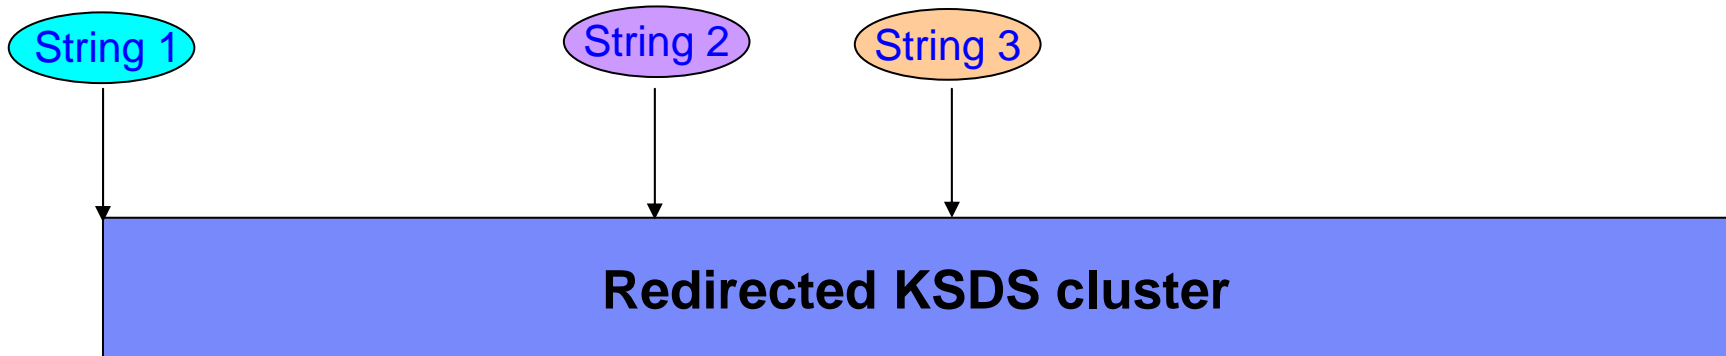 String 1
String 2
String 3
Redirected KSDS cluster